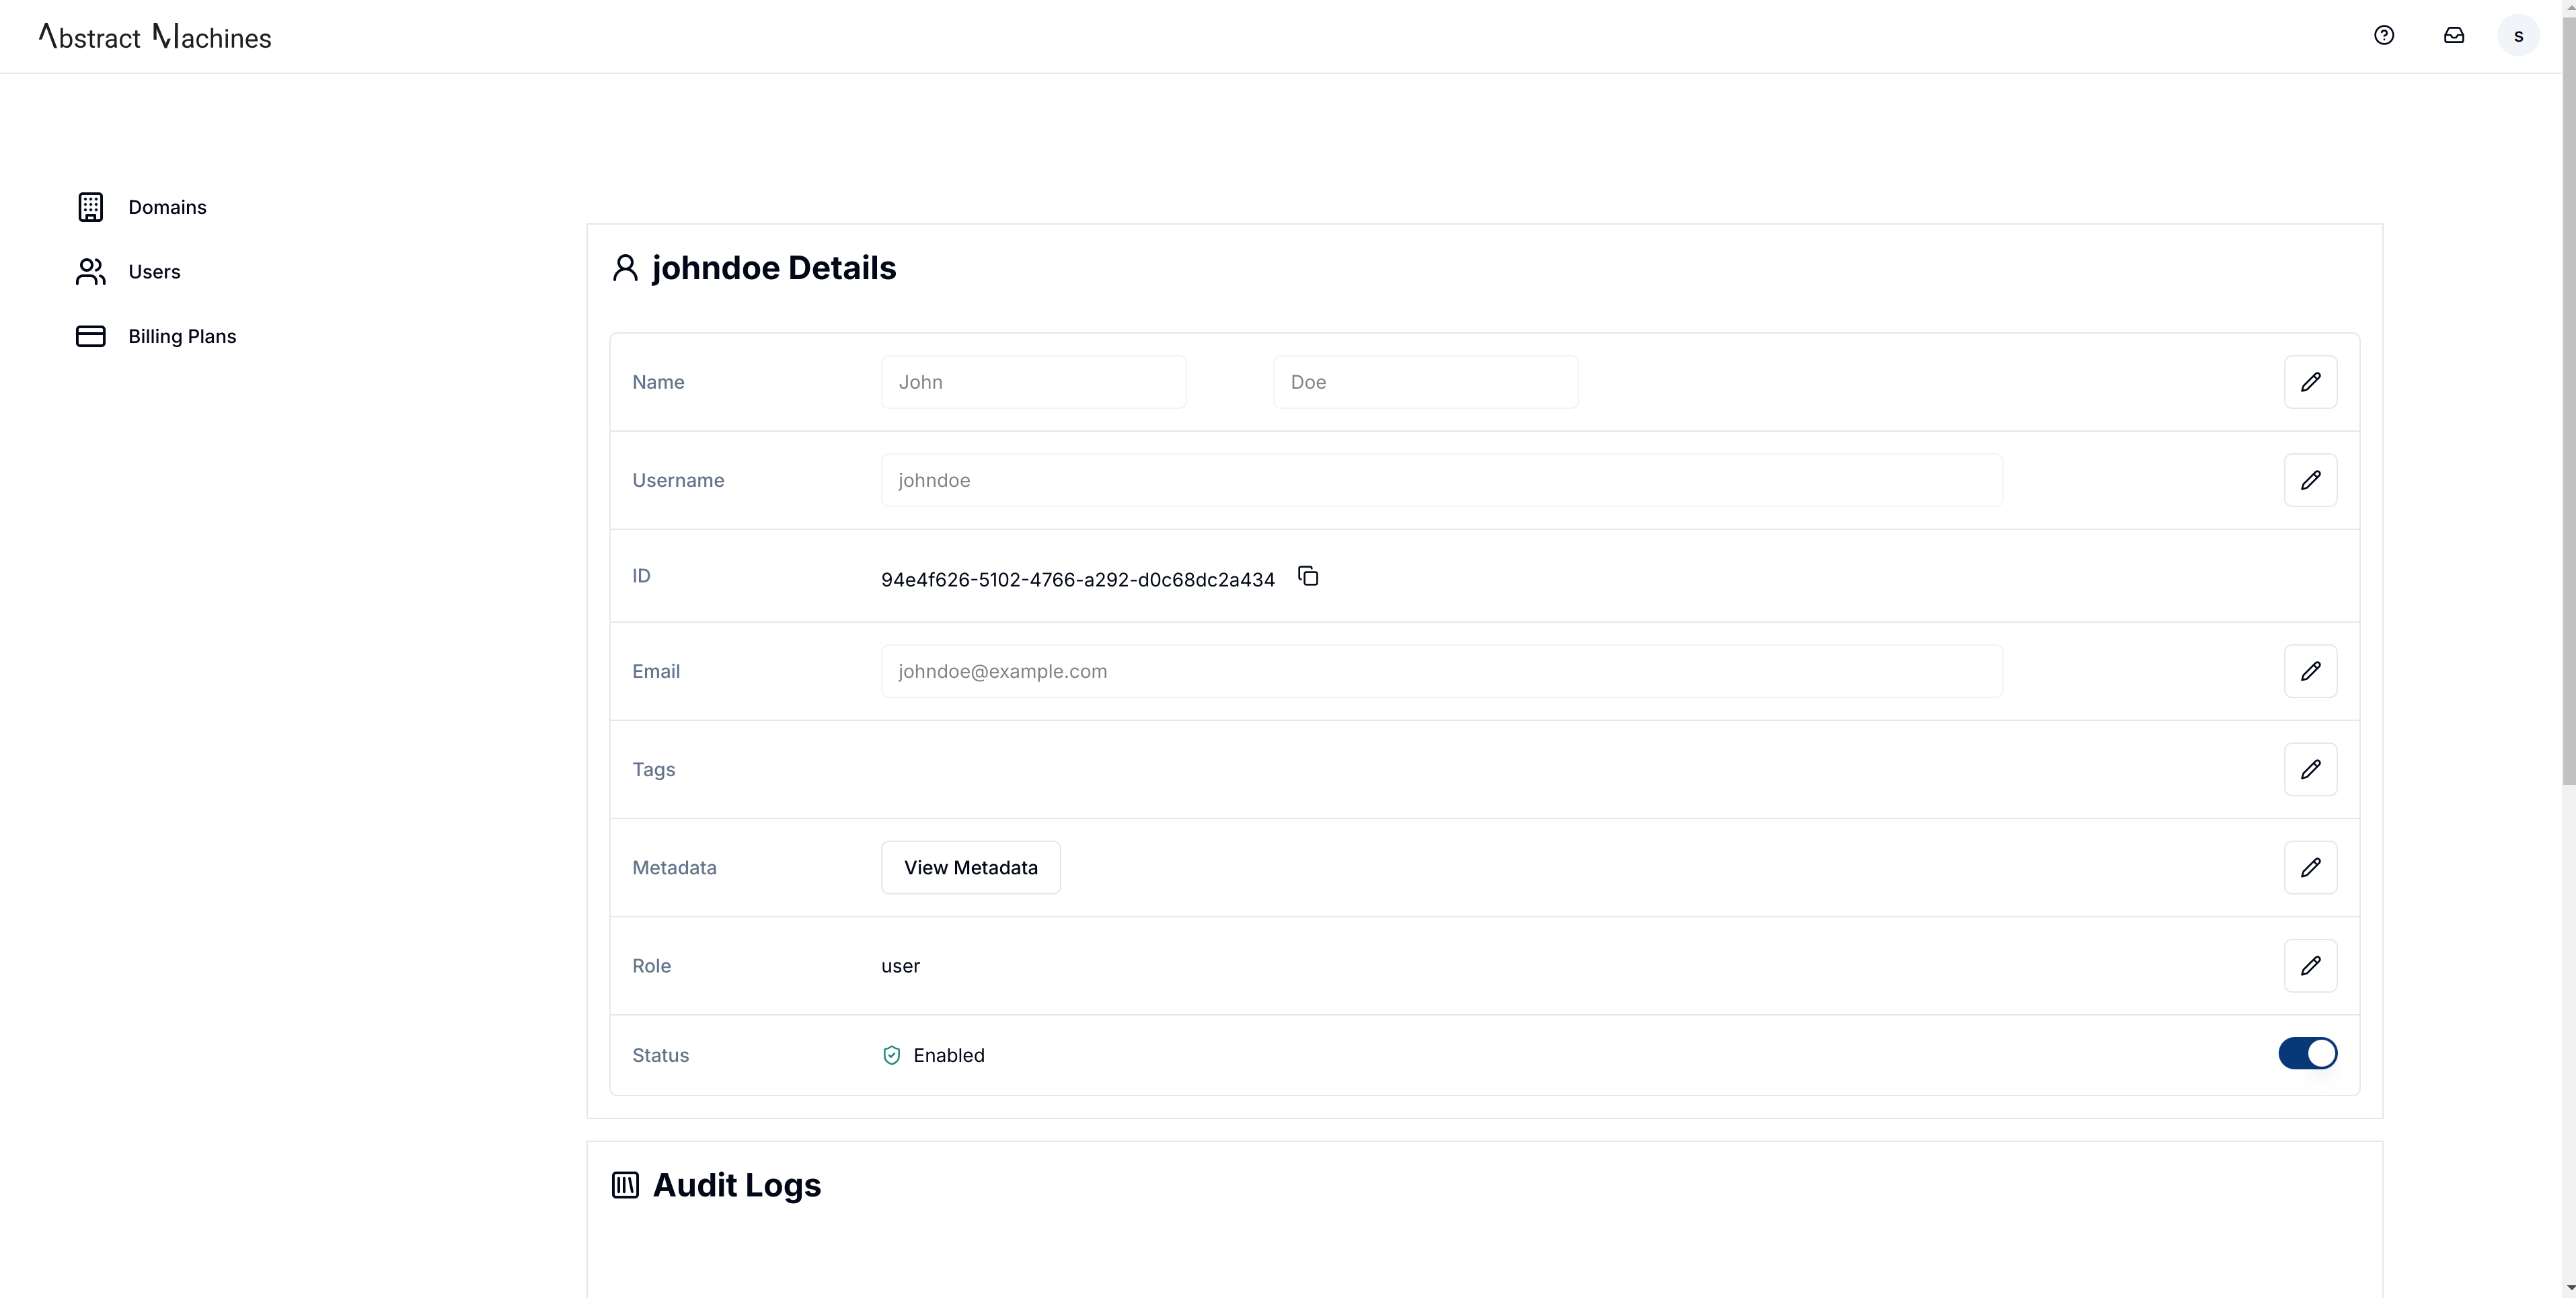 Abstract Machines
s
Domains
Users
Billing Plans
johndoe Details
Name John Doe
Username johndoe
ID 94e4f626-5102-4766-a292-d0c68dc2a434
Email johndoe@example.com
Tags
Metadata View Metadata
Role user
Status Enabled
Audit Logs